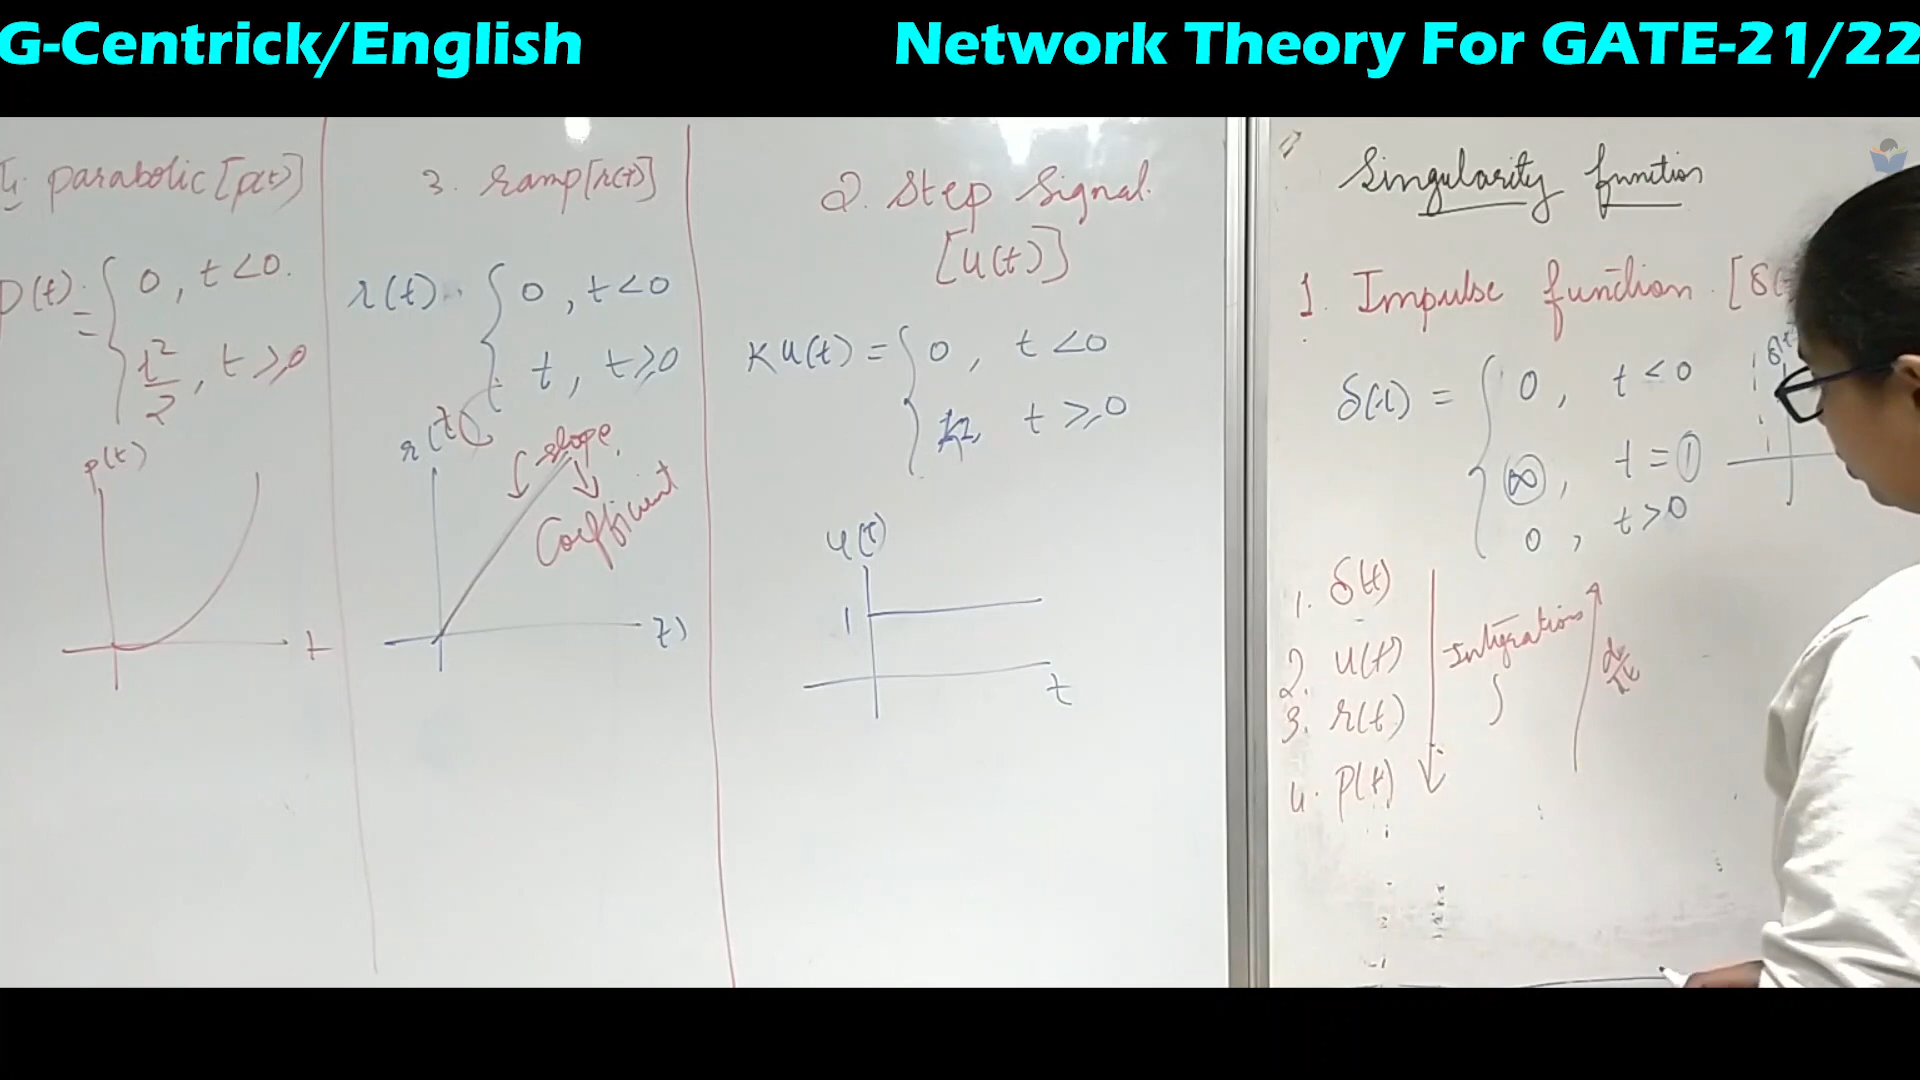 G-Centrick/English
Network Theory For GATE-21/22
4. parabolic [p(t)]
P(t) = { 0, t<0.
t²/2, t≥0
p(t)
t
3. ramp[r(t)]
r(t) { 0, t<0
t, t≥0
r(t)
slope.
Coefficient
t)
2. Step Signal.
[u(t)]
Ku(t) = { 0, t<0
t≥0
u(t)
1
t
Singularity function
1. Impulse function [δ(
δ(t) = { 0, t<0
∞, t=
0, t>0
1. δ(t)
2. u(t)
3. r(t)
4. P(t)
Integration
∫
d/dt